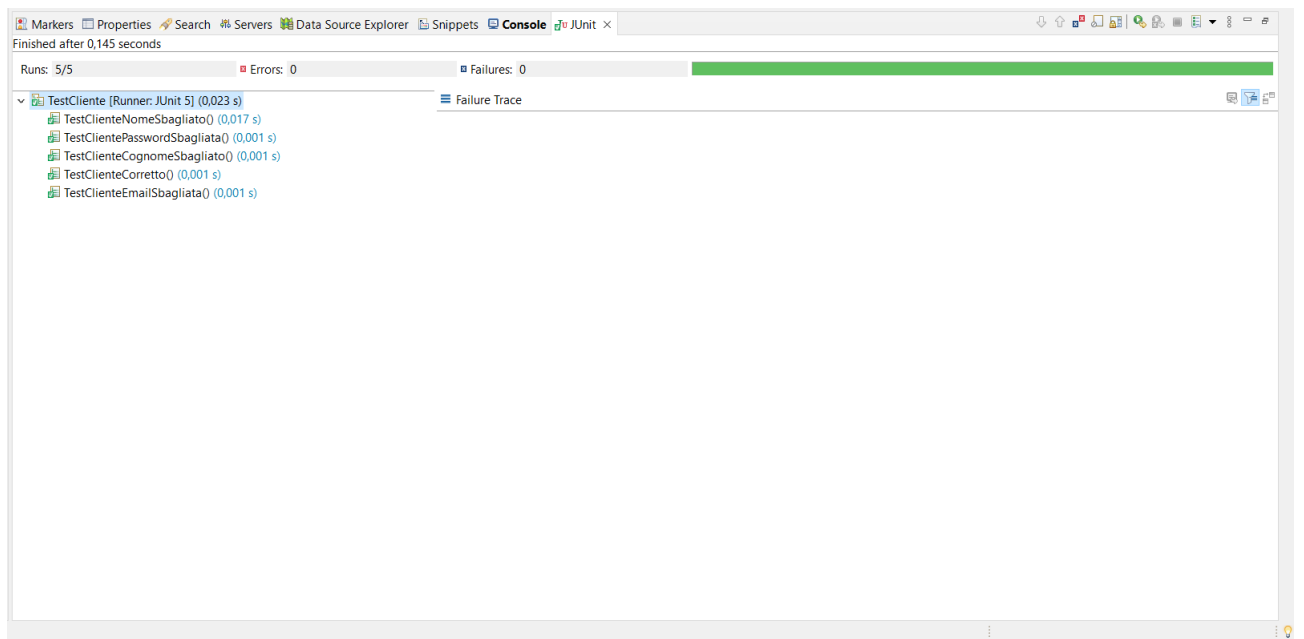 Markers Properties Search Servers Data Source Explorer Snippets Console JUnit
Finished after 0,145 seconds
Runs: 5/5 Errors: 0 Failures: 0
TestCliente [Runner: JUnit 5] (0,023 s) Failure Trace
TestClienteNomeSbagliato() (0,017 s)
TestClientePasswordSbagliata() (0,001 s)
TestClienteCognomeSbagliato() (0,001 s)
TestClienteCorretto() (0,001 s)
TestClienteEmailSbagliata() (0,001 s)